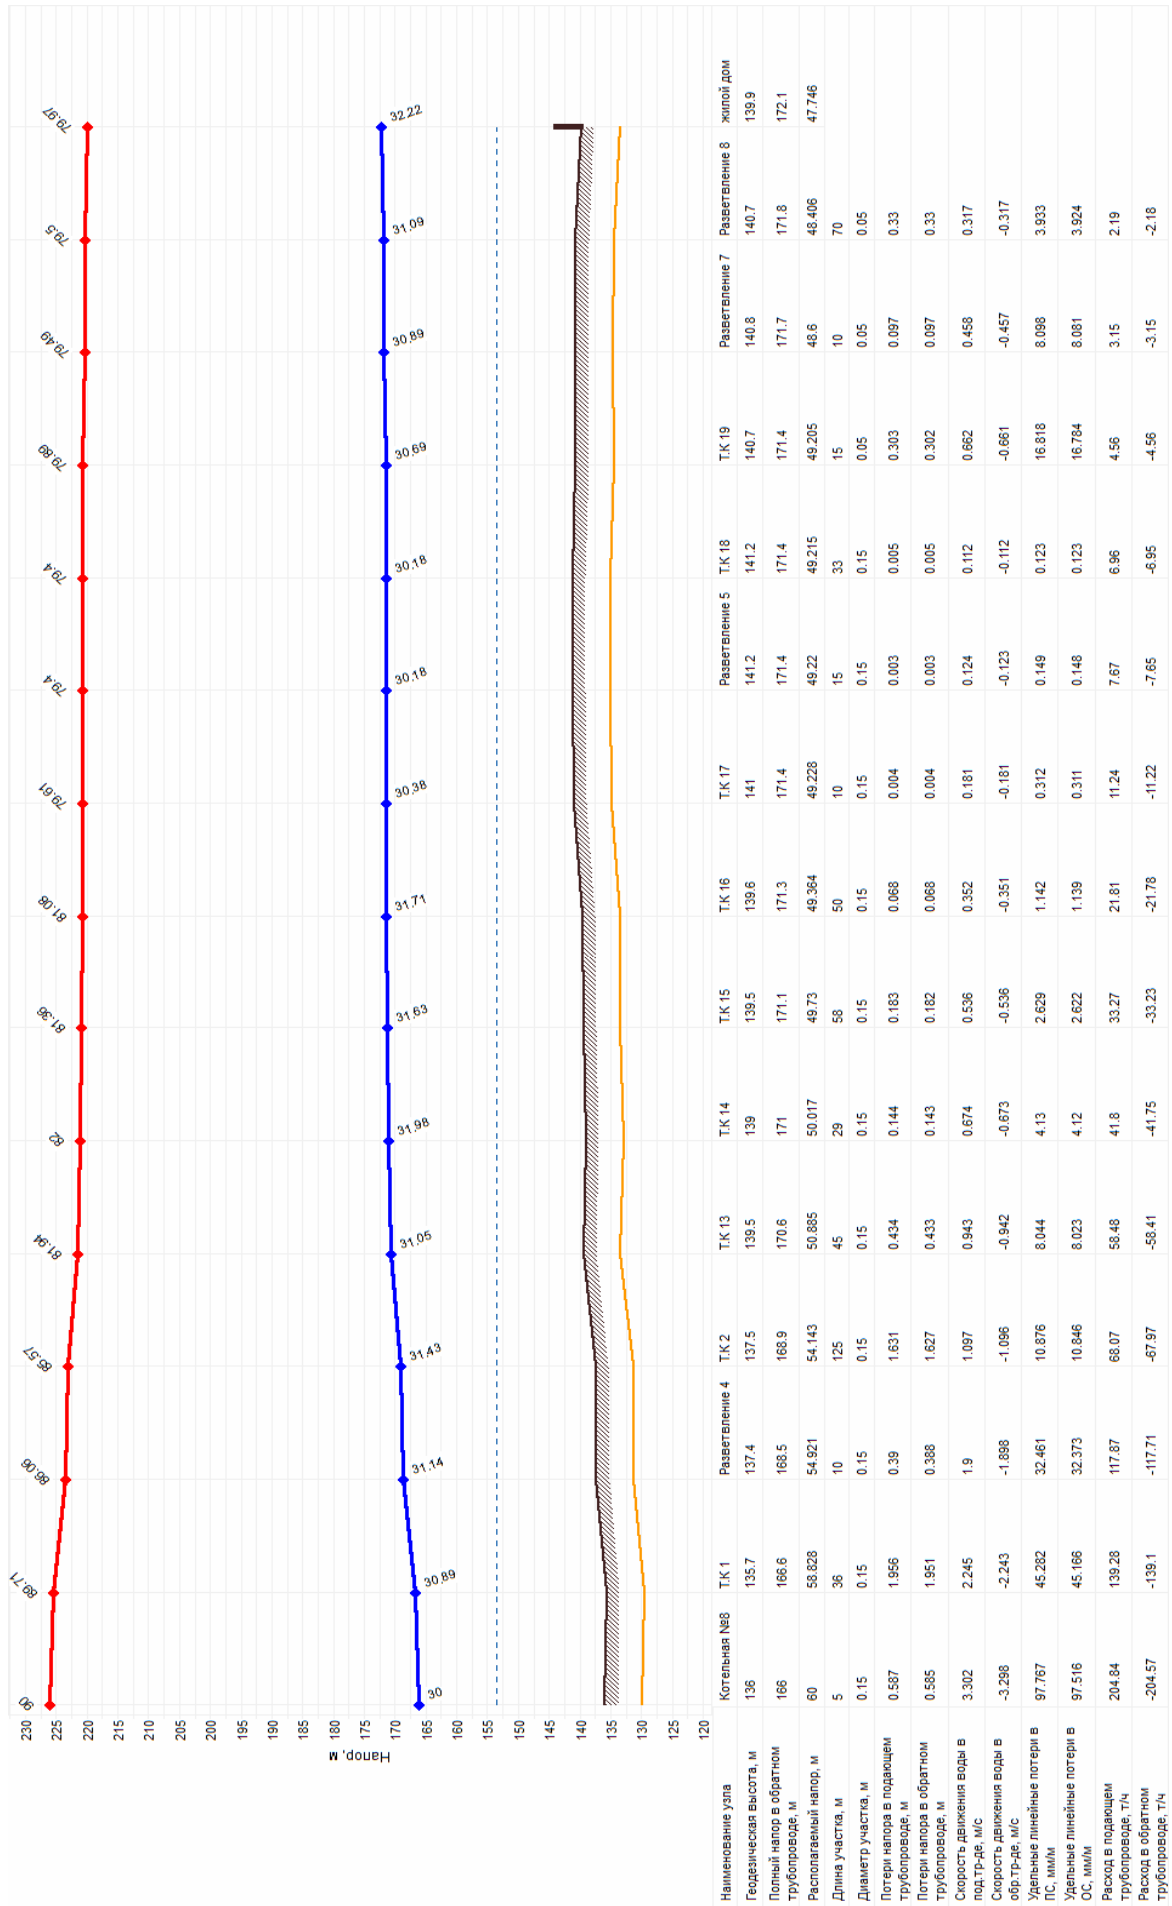 90
89.71
86.06
85.57
81.94
82
81.36
81.08
79.61
79.4
79.4
79.89
79.49
79.5
79.97
230
225
220
215
210
205
200
195
190
185
180
175
170
165
160
155
150
145
140
135
130
125
120
Напор, м
30
30.89
31.14
31.43
31.05
31.98
31.63
31.71
30.38
30.18
30.18
30.69
30.89
31.09
32.22
Наименование узла Котельная №8 Т.К 1 Разветвление 4 Т.К 2 Т.К 13 Т.К 14 Т.К 15 Т.К 16 Т.К 17 Разветвление 5 Т.К 18 Т.К 19 Разветвление 7 Разветвление 8 жилой дом
Геодезическая высота, м 136 135.7 137.4 137.5 139.5 139 139.5 139.6 141 141.2 141.2 140.7 140.8 140.7 139.9
Полный напор в обратном
трубопроводе, м 166 166.6 168.5 168.9 170.6 171 171.1 171.3 171.4 171.4 171.4 171.4 171.7 171.8 172.1
Располагаемый напор, м 60 58.828 54.921 54.143 50.885 50.017 49.73 49.364 49.228 49.22 49.215 49.205 48.6 48.406 47.746
Длина участка, м 5 36 10 125 45 29 58 50 10 15 33 15 10 70
Диаметр участка, м 0.15 0.15 0.15 0.15 0.15 0.15 0.15 0.15 0.15 0.15 0.15 0.05 0.05 0.05
Потери напора в подающем
трубопроводе, м 0.587 1.956 0.39 1.631 0.434 0.144 0.183 0.068 0.004 0.003 0.005 0.303 0.097 0.33
Потери напора в обратном
трубопроводе, м 0.585 1.951 0.388 1.627 0.433 0.143 0.182 0.068 0.004 0.003 0.005 0.302 0.097 0.33
Скорость движения воды в
под.тр-де, м/с 3.302 2.245 1.9 1.097 0.943 0.674 0.536 0.352 0.181 0.124 0.112 0.662 0.458 0.317
Скорость движения воды в
обр.тр-де, м/с -3.298 -2.243 -1.898 -1.096 -0.942 -0.673 -0.536 -0.351 -0.181 -0.123 -0.112 -0.661 -0.457 -0.317
Удельные линейные потери в
ПС, мм/м 97.767 45.282 32.461 10.876 8.044 4.13 2.629 1.142 0.312 0.149 0.123 16.818 8.098 3.933
Удельные линейные потери в
ОС, мм/м 97.516 45.166 32.373 10.846 8.023 4.12 2.622 1.139 0.311 0.148 0.123 16.784 8.081 3.924
Расход в подающем
трубопроводе, т/ч 204.84 139.28 117.87 68.07 58.48 41.8 33.27 21.81 11.24 7.67 6.96 4.56 3.15 2.19
Расход в обратном
трубопроводе, т/ч -204.57 -139.1 -117.71 -67.97 -58.41 -41.75 -33.23 -21.78 -11.22 -7.65 -6.95 -4.56 -3.15 -2.18